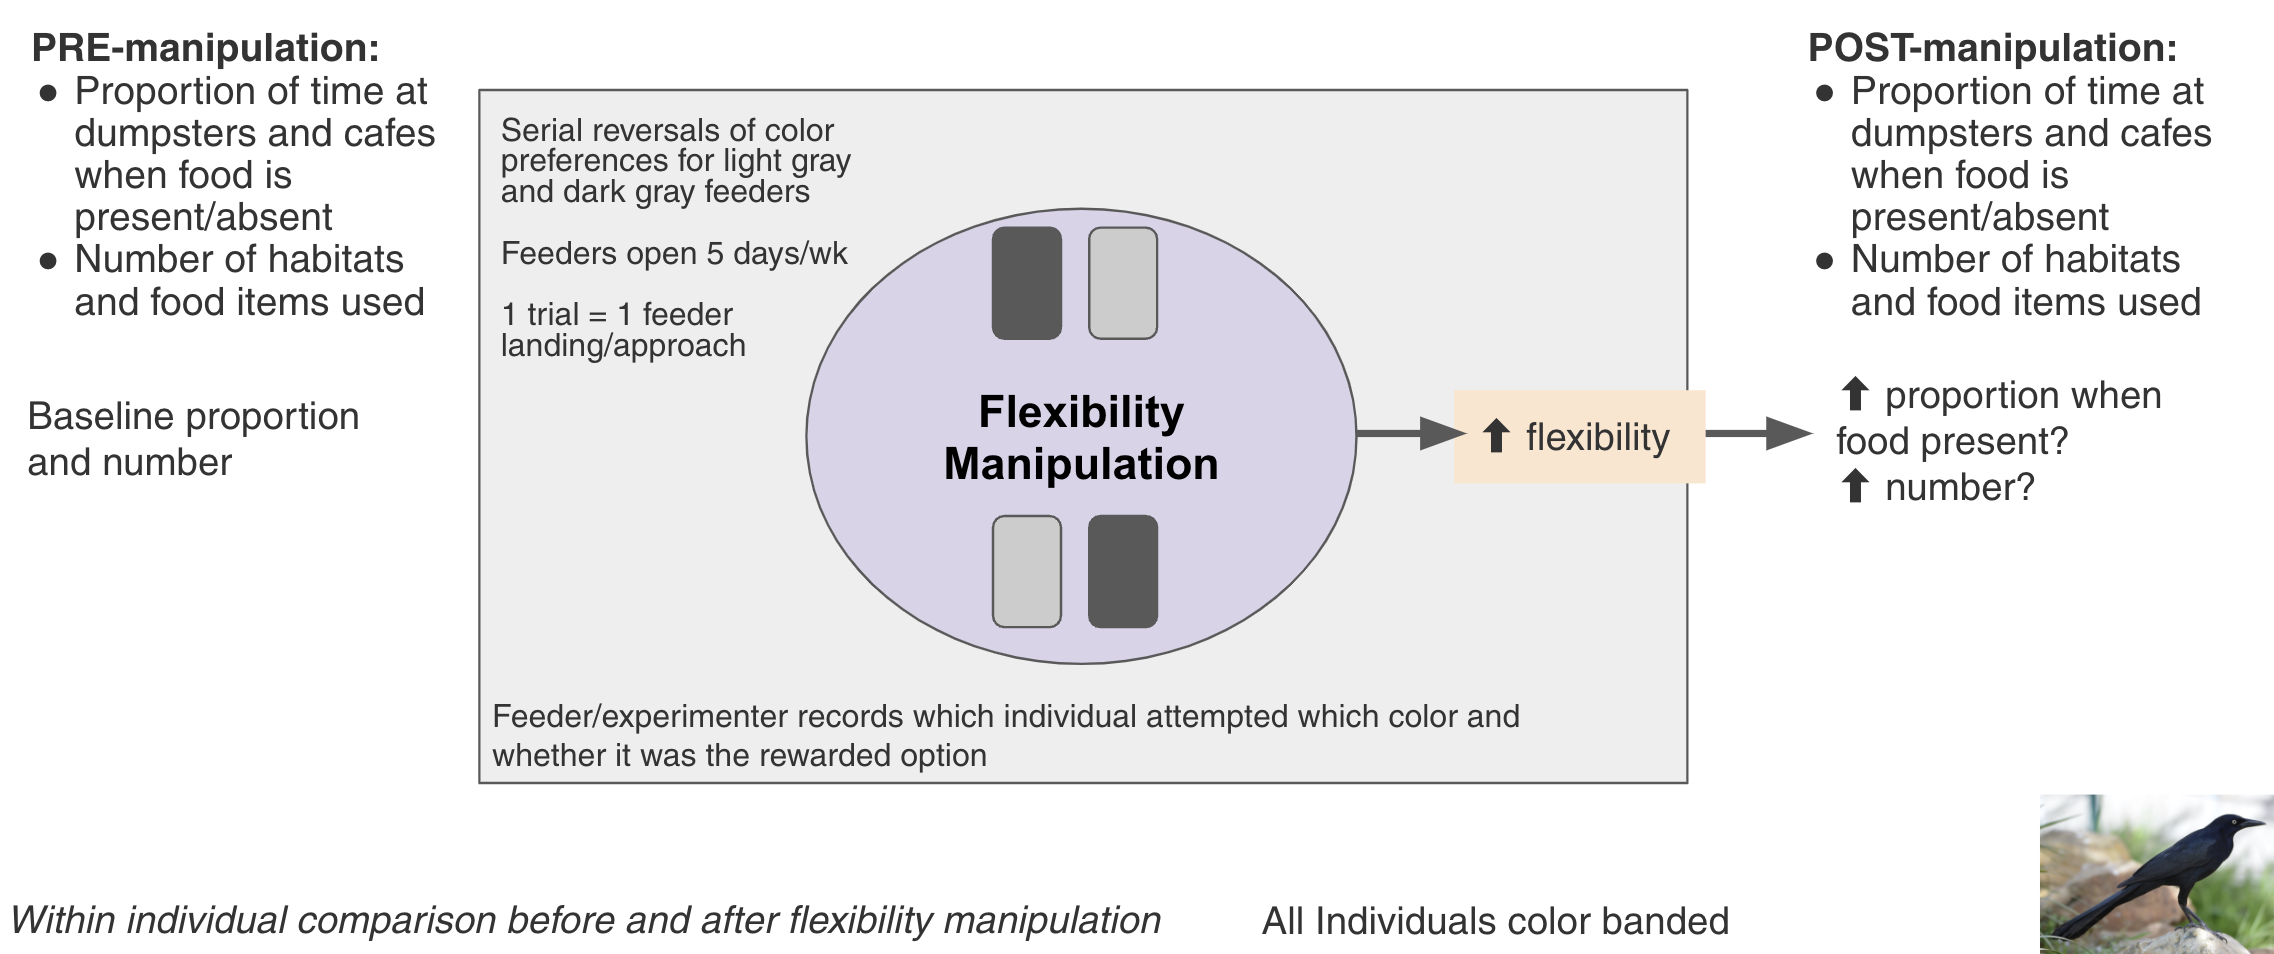 PRE-manipulation:
● Proportion of time at
dumpsters and cafes
when food is
present/absent
● Number of habitats
and food items used
Baseline proportion
and number
Serial reversals of color
preferences for light gray
and dark gray feeders
Feeders open 5 days/wk
1 trial = 1 feeder
landing/approach
Flexibility
Manipulation
Feeder/experimenter records which individual attempted which color and
whether it was the rewarded option
⬆ flexibility
POST-manipulation:
● Proportion of time at
dumpsters and cafes
when food is
present/absent
● Number of habitats
and food items used
⬆ proportion when
food present?
⬆ number?
Within individual comparison before and after flexibility manipulation
All Individuals color banded